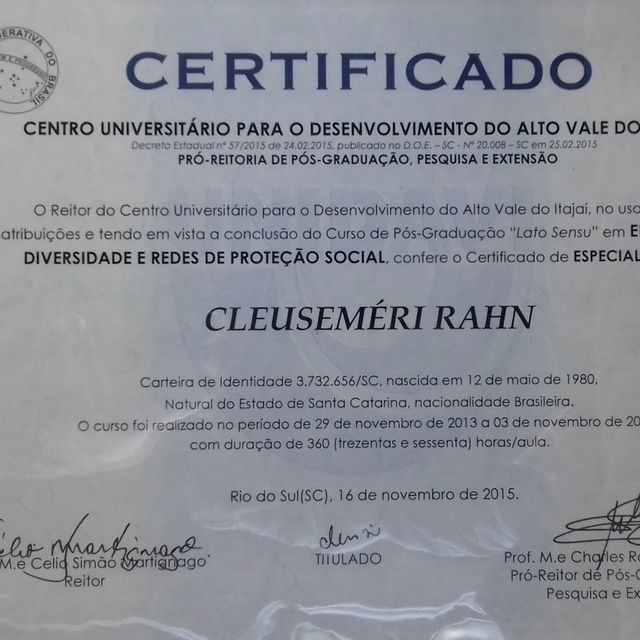 ERATIVA DO BRASIL
CERTIFICADO
CENTRO UNIVERSITÁRIO PARA O DESENVOLVIMENTO DO ALTO VALE DO
Decreto Estadual nº 57/2015 de 24.02.2015, publicado no D.O.E. – SC - Nº 20.008 – SC em 25.02.2015
PRÓ-REITORIA DE PÓS-GRADUAÇÃO, PESQUISA E EXTENSÃO
O Reitor do Centro Universitário para o Desenvolvimento do Alto Vale do Itajaí, no uso
atribuições e tendo em vista a conclusão do Curso de Pós-Graduação “Lato Sensu” em
DIVERSIDADE E REDES DE PROTEÇÃO SOCIAL, confere o Certificado de ESPECIAL
CLEUSEMÉRI RAHN
Carteira de Identidade 3.732.656/SC, nascida em 12 de maio de 1980,
Natural do Estado de Santa Catarina, nacionalidade Brasileira.
O curso foi realizado no período de 29 de novembro de 2013 a 03 de novembro de 20
com duração de 360 (trezentas e sessenta) horas/aula.
Rio do Sul(SC), 16 de novembro de 2015.
M.e Celio Simão Martignago
Reitor
TITULADO
Prof. M.e Charles Ro
Pró-Reitor de Pós-G
Pesquisa e Ex